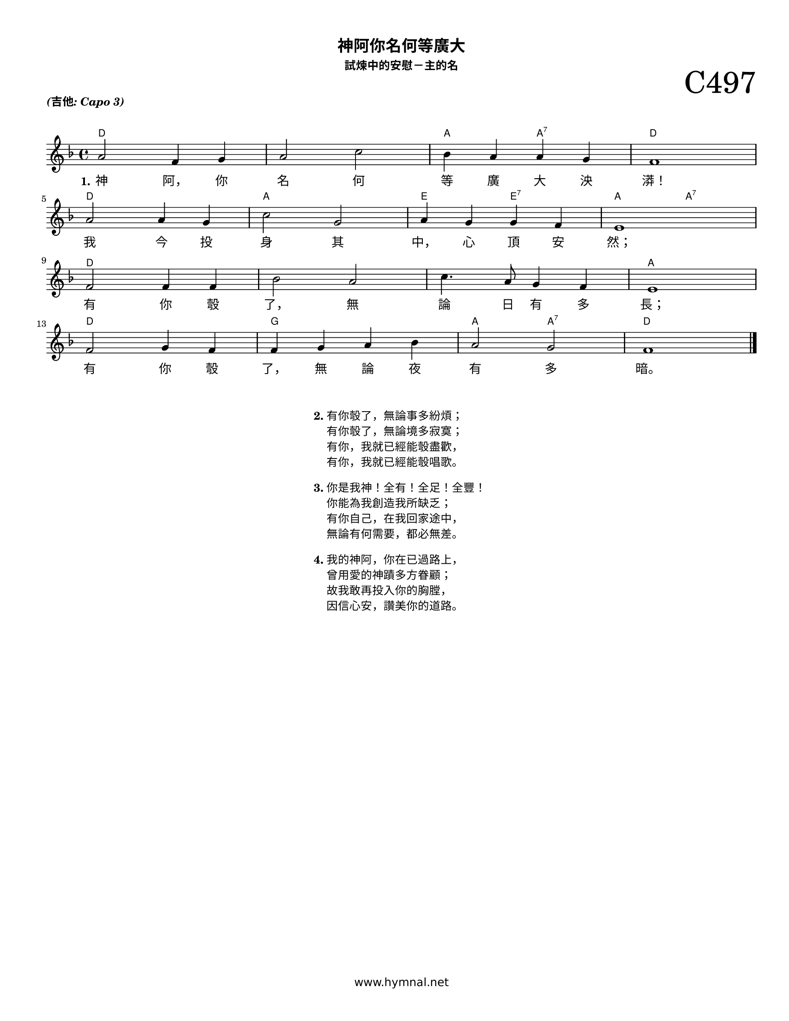 神阿你名何等廣大
試煉中的安慰－主的名
C497
(吉他: Capo 3)
D A A7 D
1. 神 阿， 你 名 何 等 廣 大 泱 漭！
5
D A E E7 A A7
我 今 投 身 其 中， 心 頂 安 然；
9
D A
有 你 彀 了， 無 論 日 有 多 長；
13
D G A A7 D
有 你 彀 了， 無 論 夜 有 多 暗。
2. 有你彀了，無論事多紛煩；
有你彀了，無論境多寂寞；
有你，我就已經能彀盡歡，
有你，我就已經能彀唱歌。
3. 你是我神！全有！全足！全豐！
你能為我創造我所缺乏；
有你自己，在我回家途中，
無論有何需要，都必無差。
4. 我的神阿，你在已過路上，
曾用愛的神蹟多方眷顧；
故我敢再投入你的胸膛，
因信心安，讚美你的道路。
www.hymnal.net